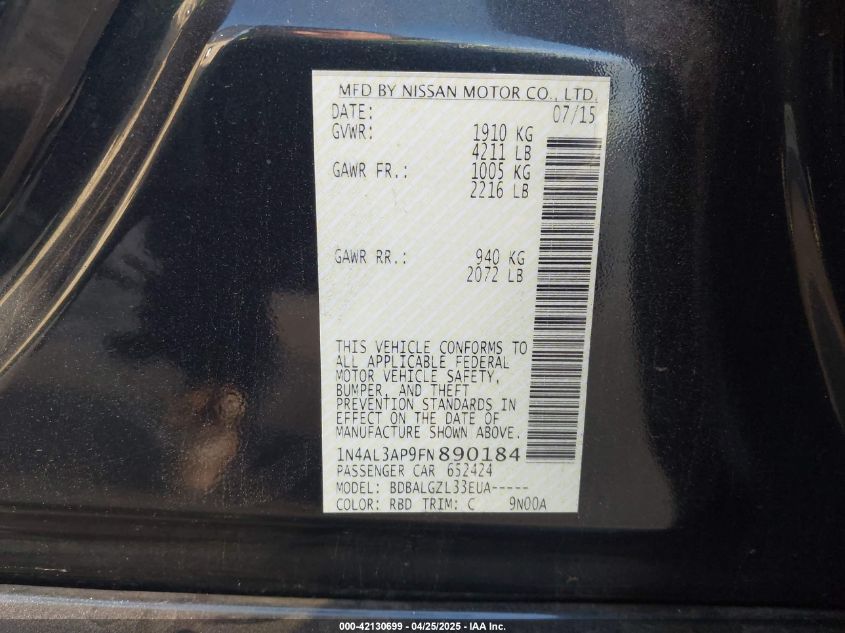 MFD BY NISSAN MOTOR CO., LTD.
DATE: 07/15
GVWR: 1910 KG
4211 LB
GAWR FR.: 1005 KG
2216 LB
GAWR RR.: 940 KG
2072 LB
THIS VEHICLE CONFORMS TO
ALL APPLICABLE FEDERAL
MOTOR VEHICLE SAFETY,
BUMPER, AND THEFT
PREVENTION STANDARDS IN
EFFECT ON THE DATE OF
MANUFACTURE SHOWN ABOVE.
1N4AL3AP9FN890184
PASSENGER CAR 652424
MODEL: BDBALGZL33EUA-----
COLOR: RBD TRIM: C 9N00A
000-42130699 - 04/25/2025 - IAA Inc.